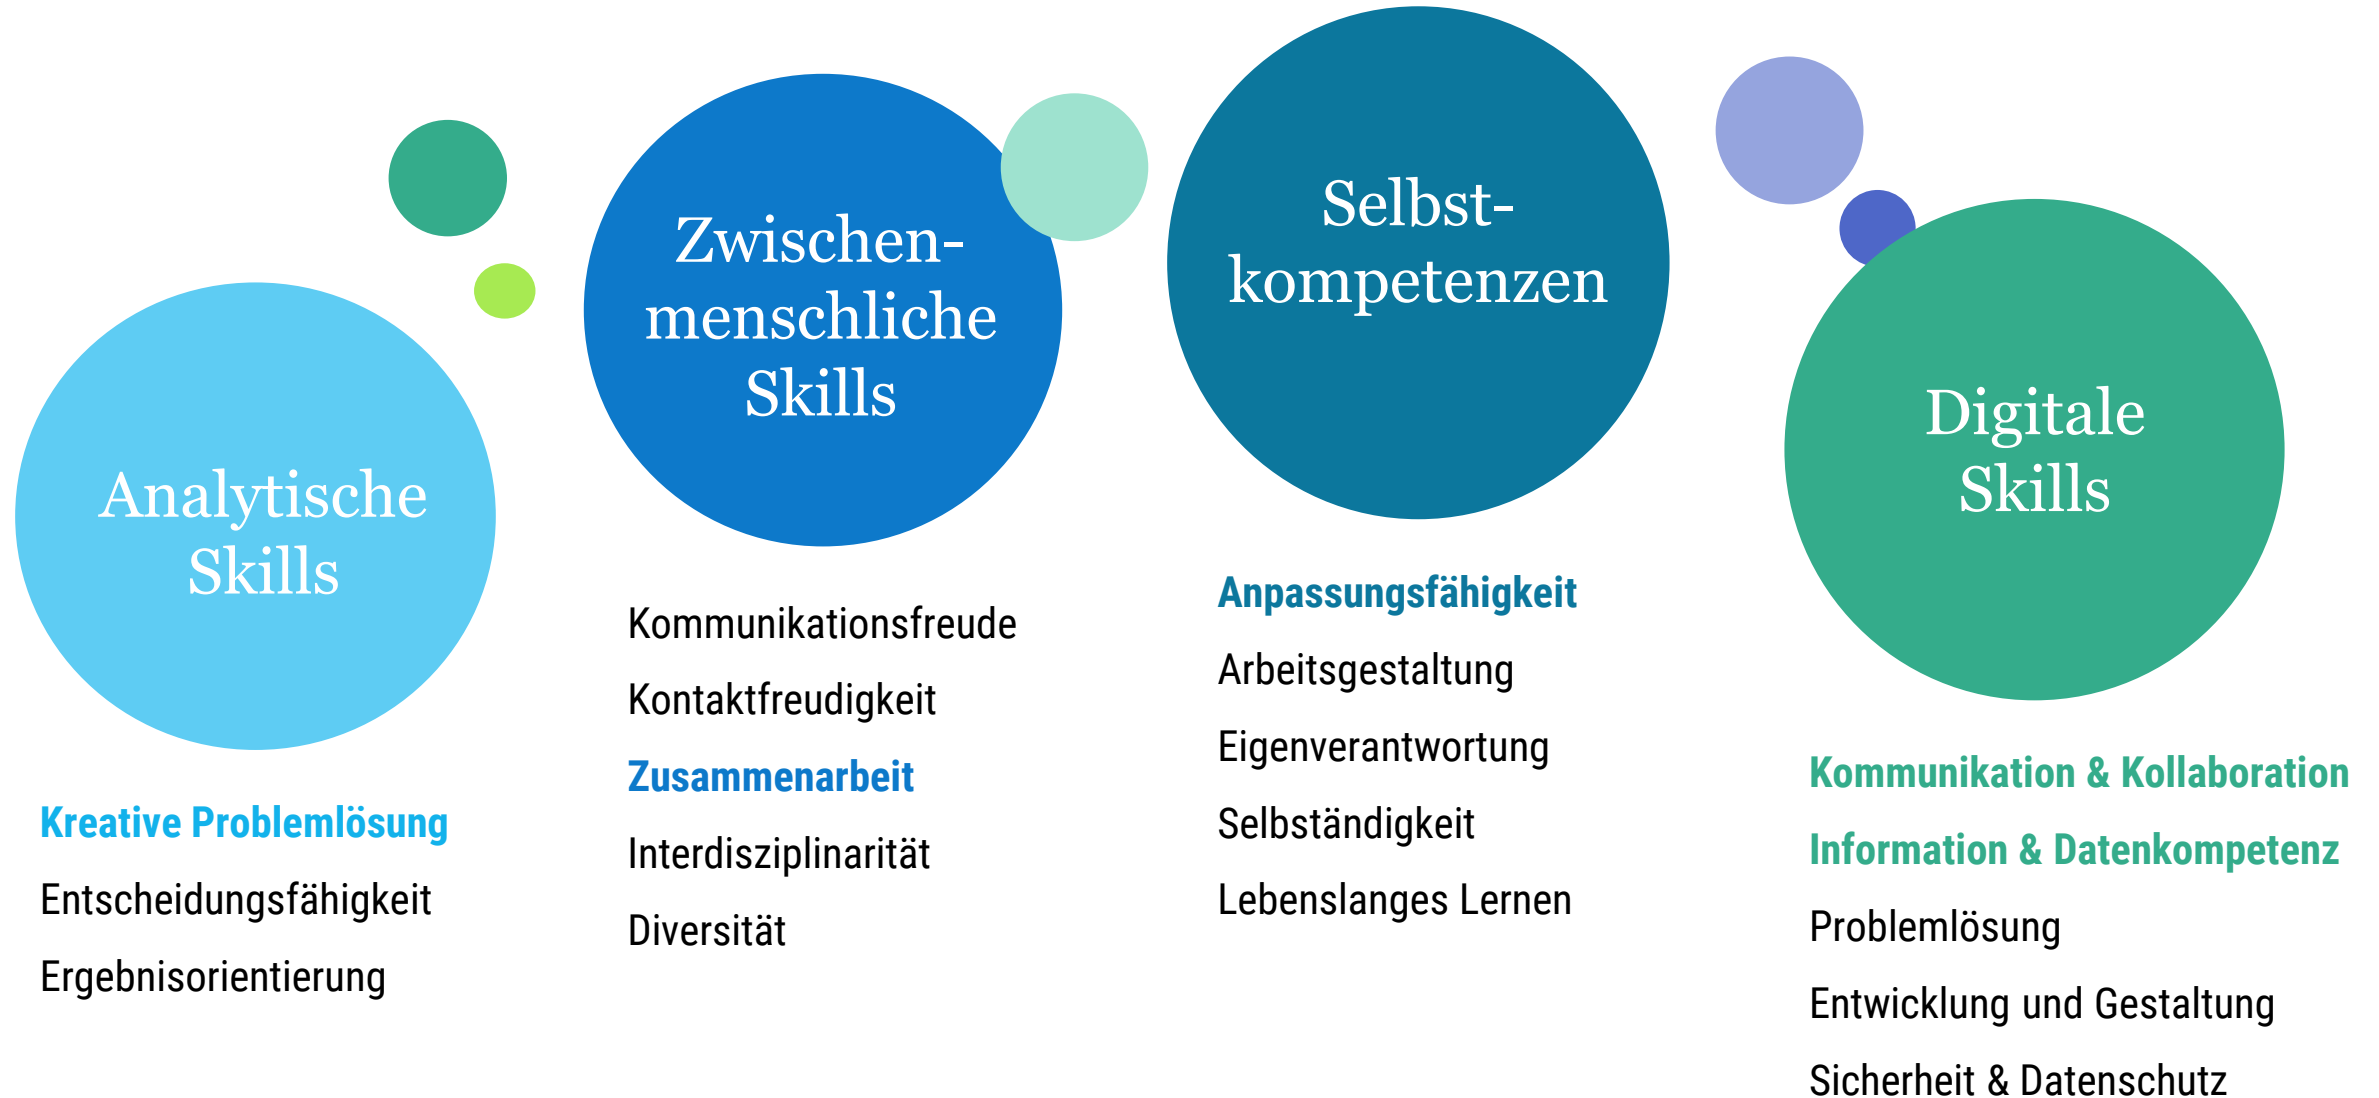 Analytische
Skills
Kreative Problemlösung
Entscheidungsfähigkeit
Ergebnisorientierung
Zwischen-
menschliche
Skills
Kommunikationsfreude
Kontaktfreudigkeit
Zusammenarbeit
Interdisziplinarität
Diversität
Selbst-
kompetenzen
Anpassungsfähigkeit
Arbeitsgestaltung
Eigenverantwortung
Selbständigkeit
Lebenslanges Lernen
Digitale
Skills
Kommunikation & Kollaboration
Information & Datenkompetenz
Problemlösung
Entwicklung und Gestaltung
Sicherheit & Datenschutz